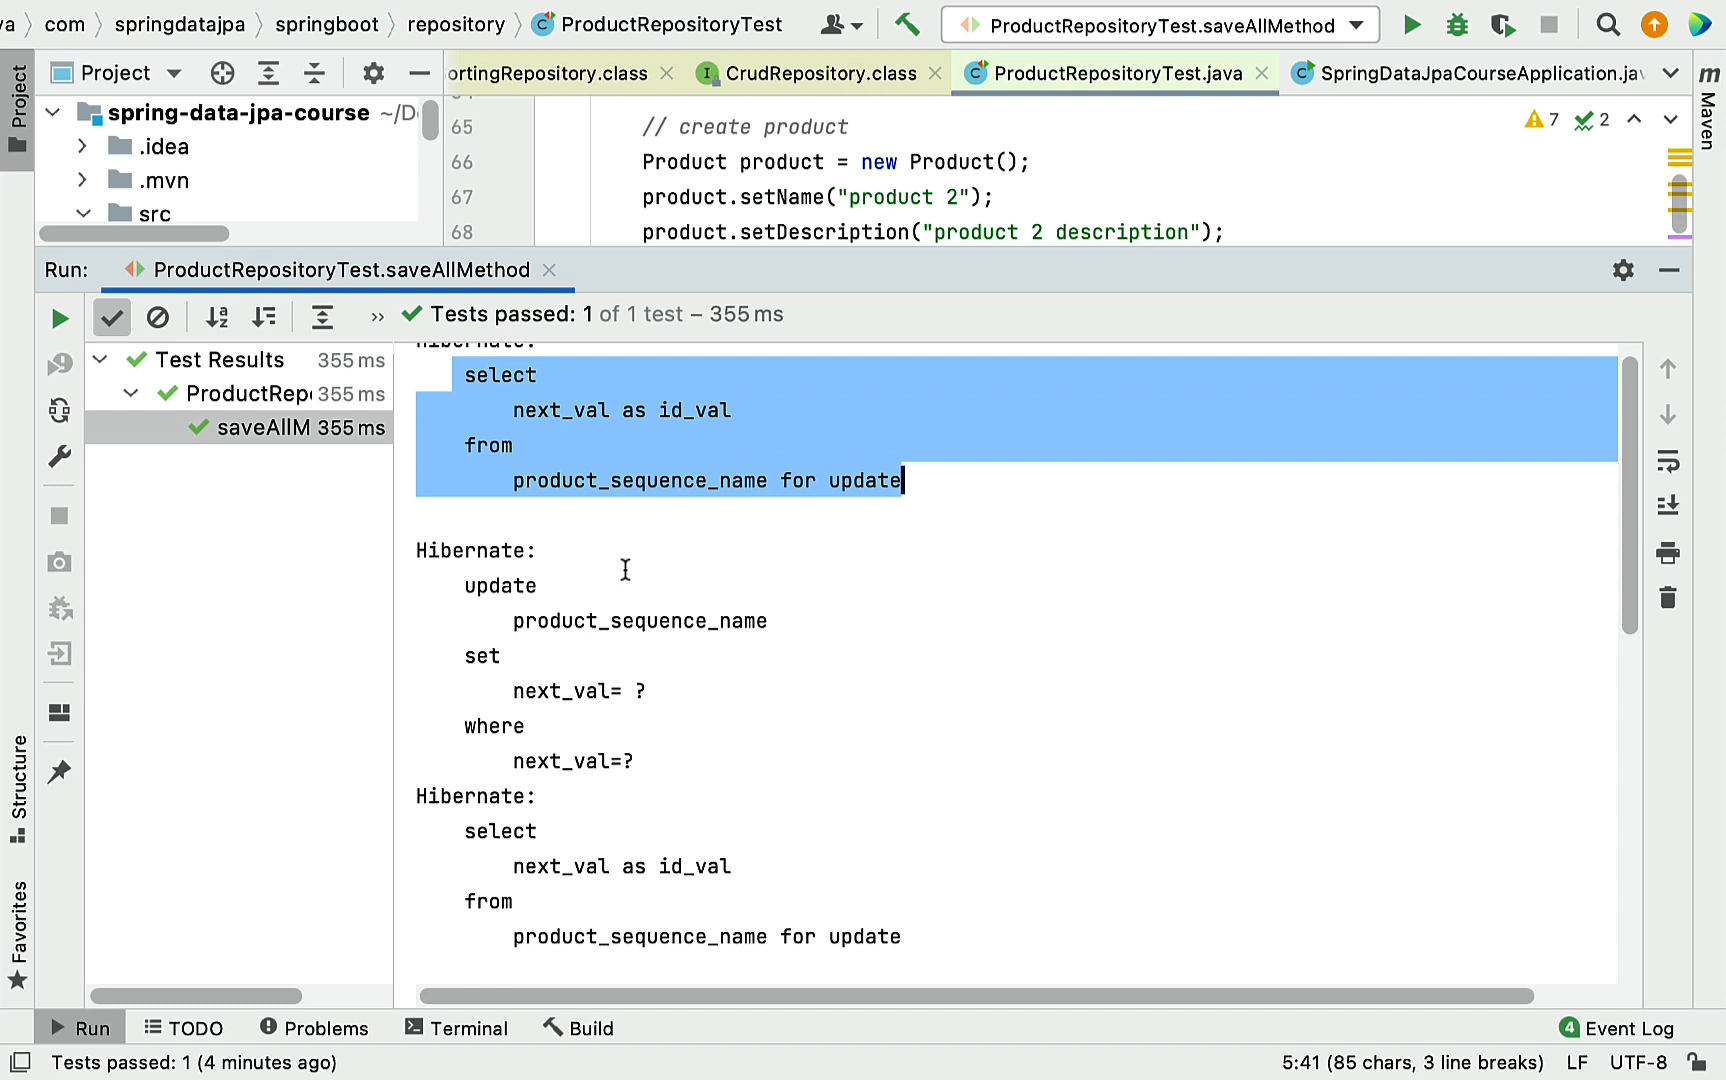 va com springdatajpa springboot repository ProductRepositoryTest ProductRepositoryTest.saveAllMethod
Project
ortingRepository.class CrudRepository.class ProductRepositoryTest.java SpringDataJpaCourseApplication.ja
spring-data-jpa-course ~/D
.idea
.mvn
src
65 // create product
66 Product product = new Product();
67 product.setName("product 2");
68 product.setDescription("product 2 description");
7 2
Project
Maven
Run: ProductRepositoryTest.saveAllMethod
Tests passed: 1 of 1 test – 355 ms
Test Results 355 ms
ProductRep 355 ms
saveAllM 355 ms
Hibernate:
select
next_val as id_val
from
product_sequence_name for update
Hibernate:
update
product_sequence_name
set
next_val= ?
where
next_val=?
Hibernate:
select
next_val as id_val
from
product_sequence_name for update
Structure
Favorites
Run TODO Problems Terminal Build 4 Event Log
Tests passed: 1 (4 minutes ago) 5:41 (85 chars, 3 line breaks) LF UTF-8